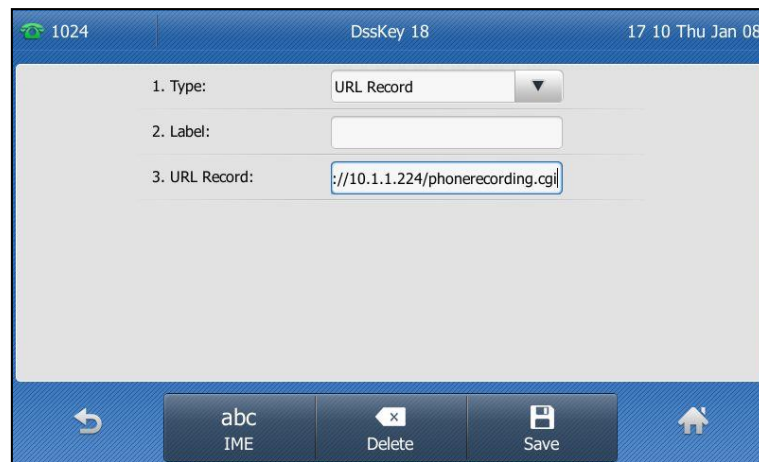 1024 DssKey 18 17 10 Thu Jan 08
1. Type: URL Record
2. Label:
3. URL Record: ://10.1.1.224/phonerecording.cgi
abc
IME Delete Save